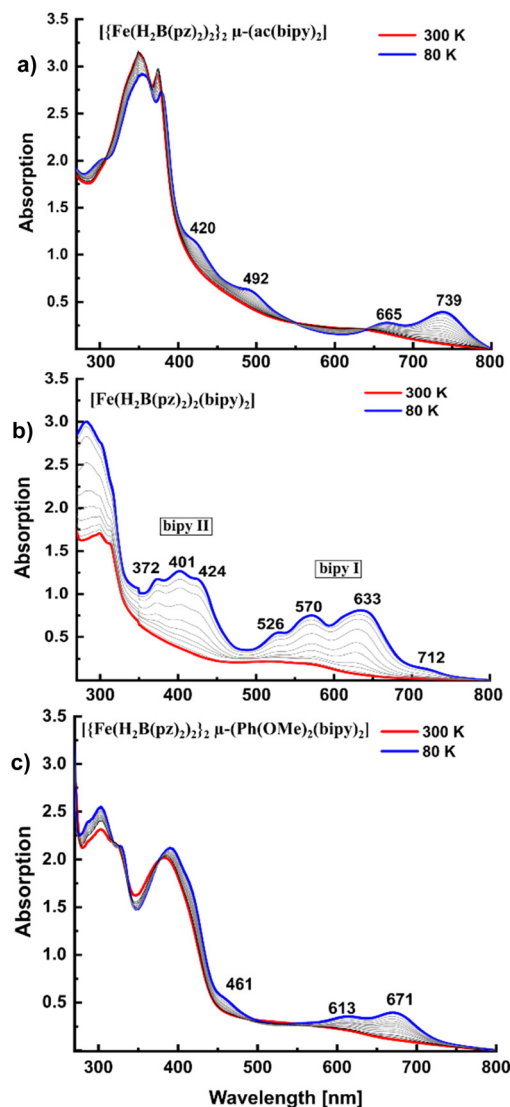 a)
[{Fe(H₂B(pz)₂)₂}₂ μ-(ac(bipy)₂]
300 K
80 K
3.5
3.0
2.5
2.0
1.5
1.0
0.5
Absorption
420
492
665
739
300 400 500 600 700 800
b)
[Fe(H₂B(pz)₂)₂(bipy)₂]
300 K
80 K
3.5
3.0
2.5
2.0
1.5
1.0
0.5
Absorption
bipy II
bipy I
372 401 424
526 570 633
712
300 400 500 600 700 800
c)
[{Fe(H₂B(pz)₂)₂}₂ μ-(Ph(OMe)₂(bipy)₂]
300 K
80 K
3.5
3.0
2.5
2.0
1.5
1.0
0.5
Absorption
461
613 671
300 400 500 600 700 800
Wavelength [nm]